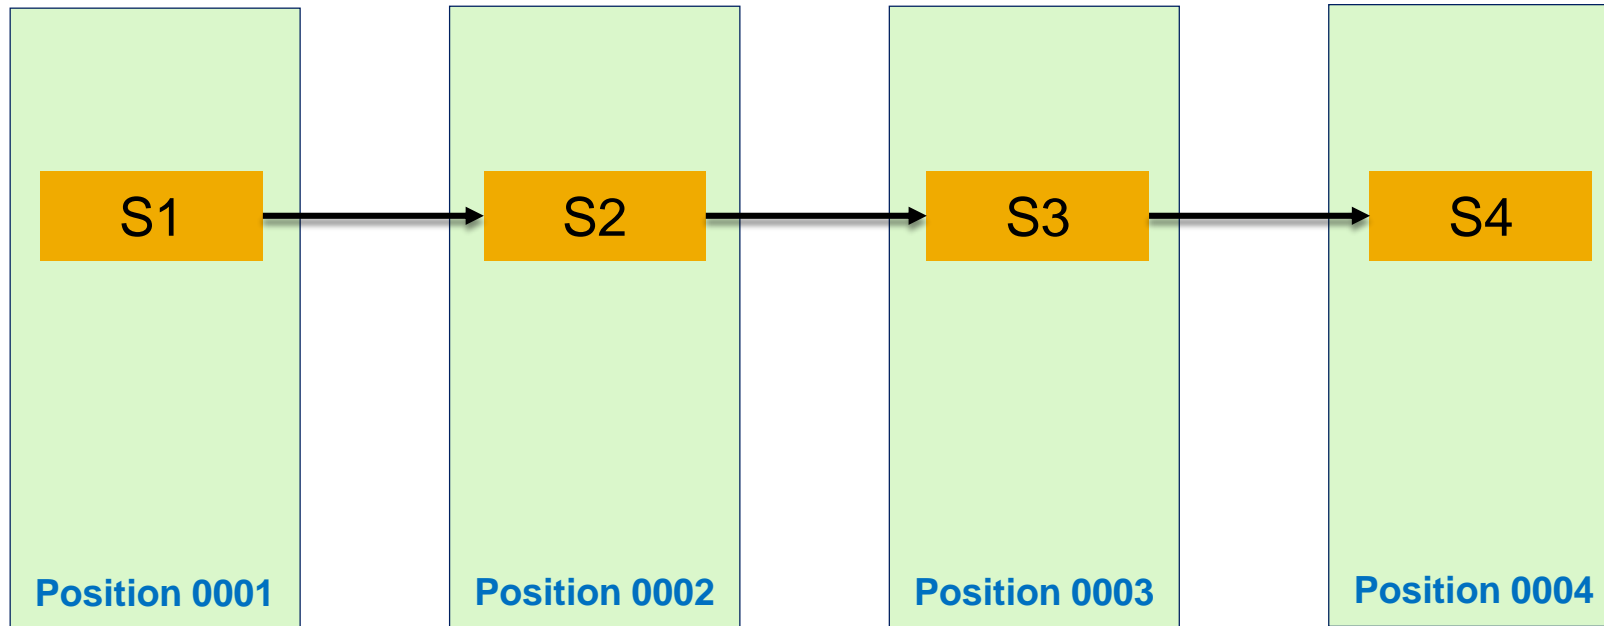 S1
S2
S3
S4
Position 0001
Position 0002
Position 0003
Position 0004